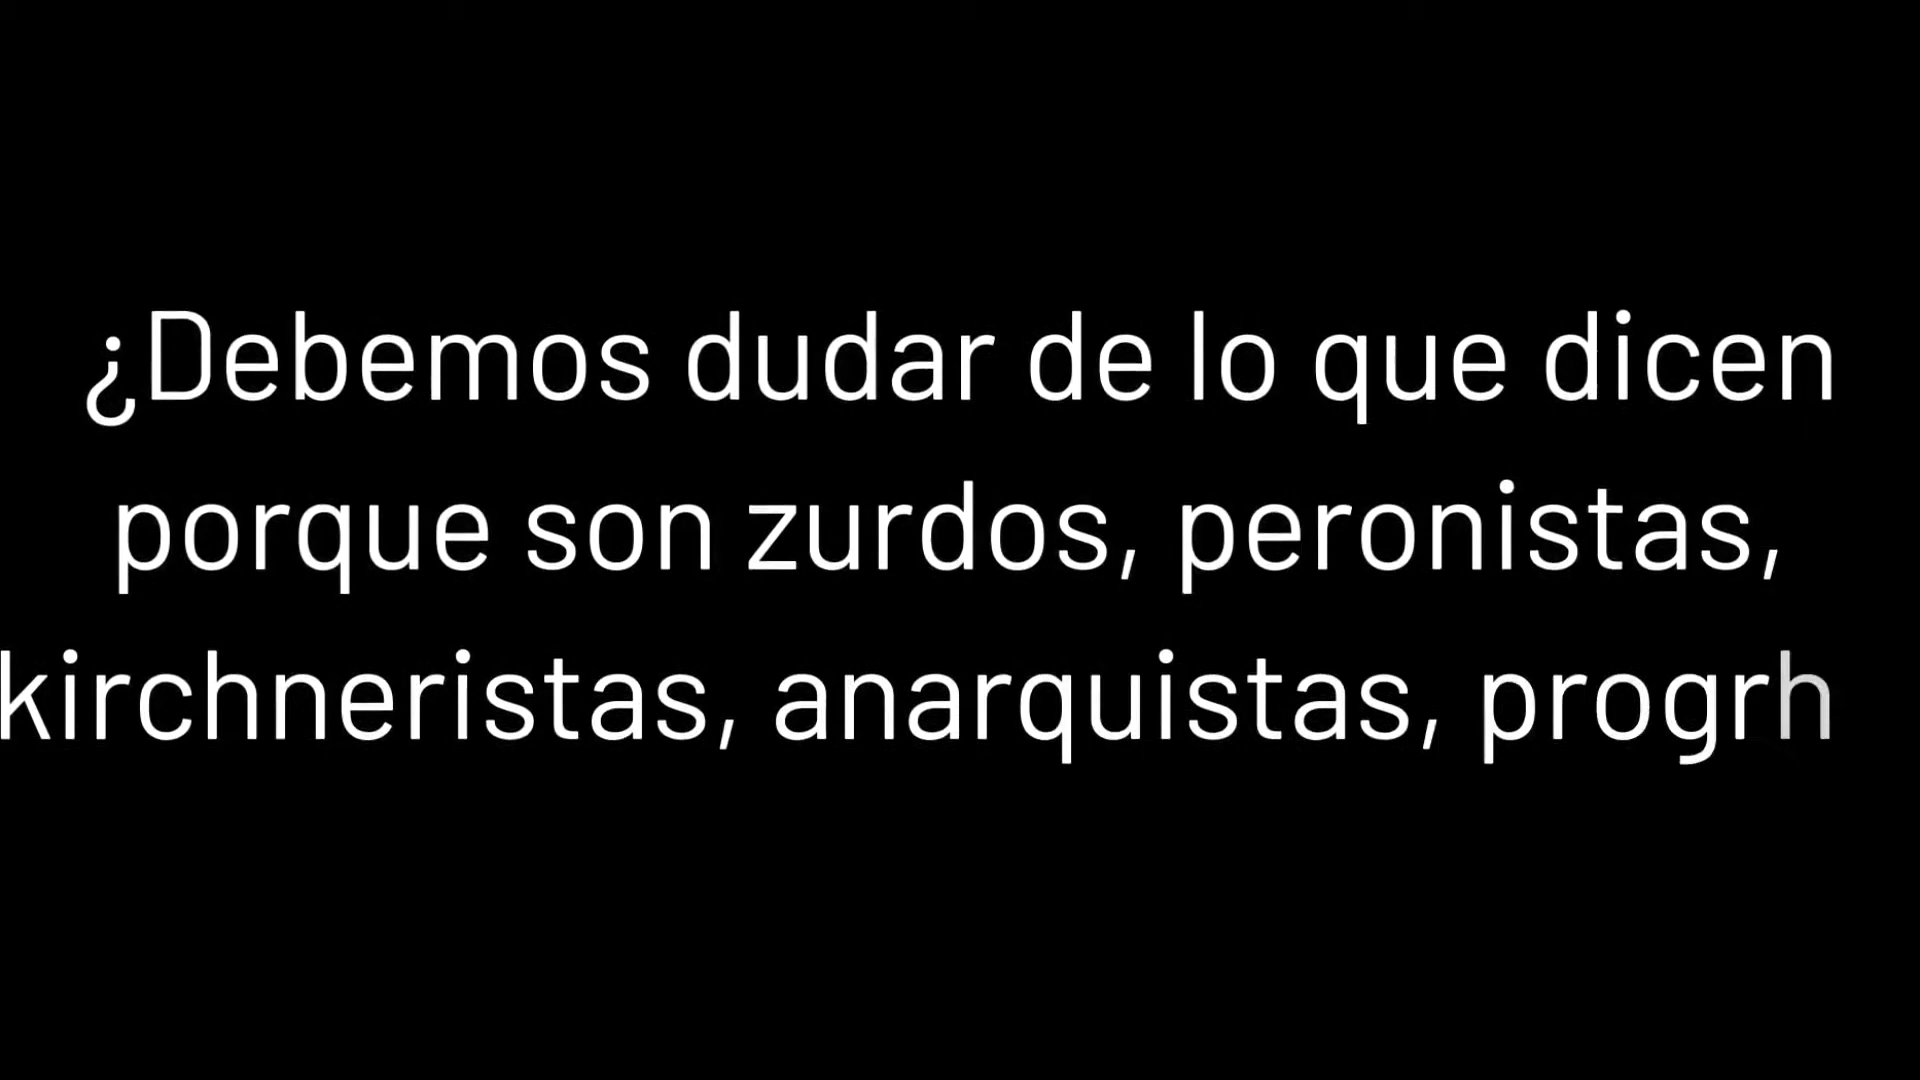 ¿Debemos dudar de lo que dicen
porque son zurdos, peronistas,
kirchneristas, anarquistas, progrh